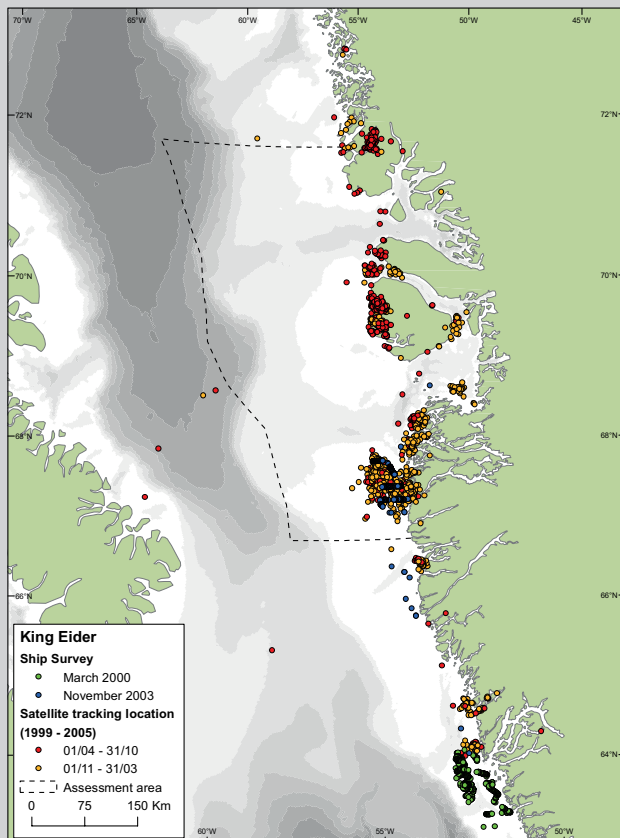 70°W 65°W 60°W 55°W 50°W 45°W
72°N 72°N
70°N 70°N
68°N 68°N
66°N 66°N
64°N
King Eider
Ship Survey
March 2000
November 2003
Satellite tracking location
(1999 - 2005)
01/04 - 31/10
01/11 - 31/03
Assessment area
0 75 150 Km
60°W 55°W 50°W